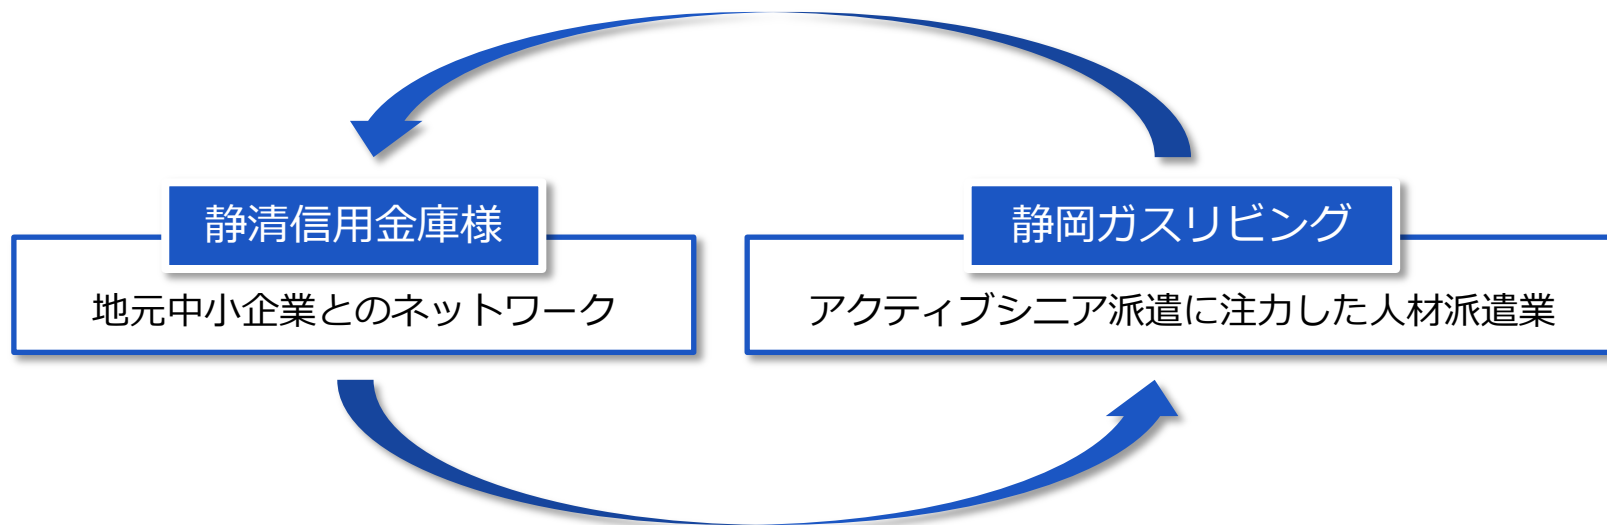 静清信用金庫様
地元中小企業とのネットワーク
静岡ガスリビング
アクティブシニア派遣に注力した人材派遣業